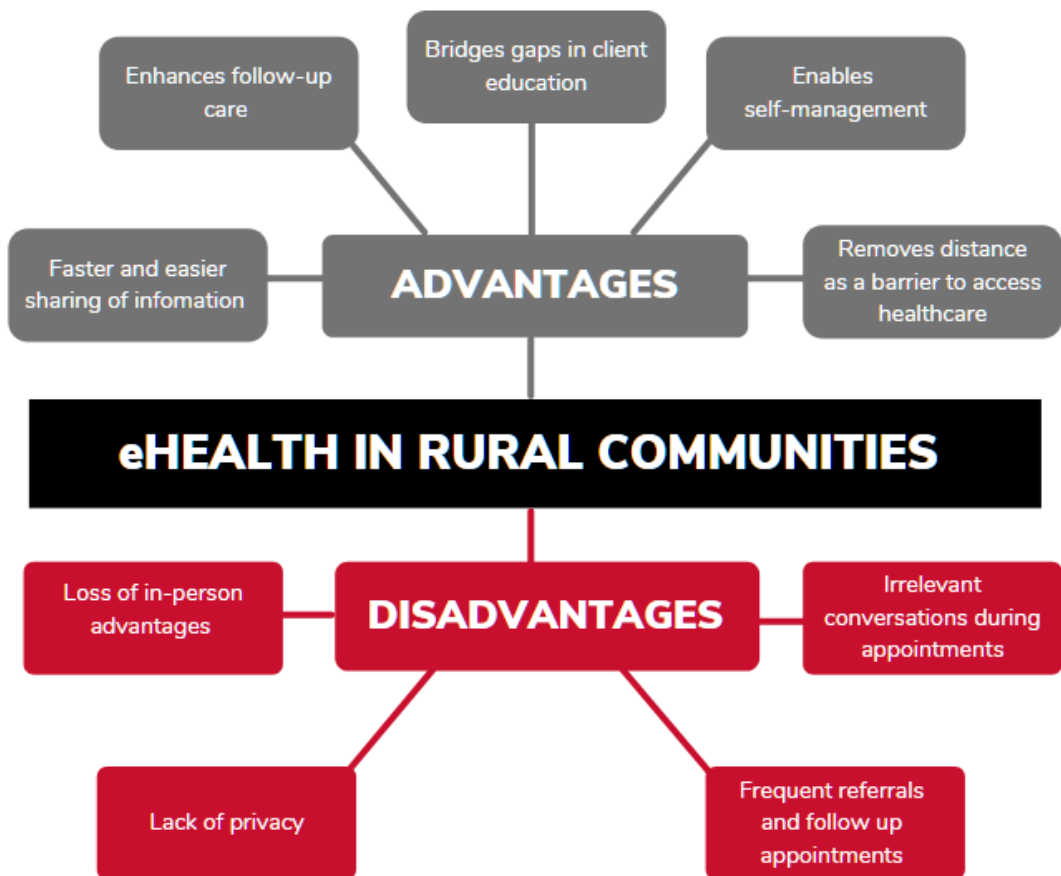 Bridges gaps in client
education
Enhances follow-up
care
Enables
self-management
Faster and easier
sharing of infomation
ADVANTAGES
Removes distance
as a barrier to access
healthcare
eHEALTH IN RURAL COMMUNITIES
Loss of in-person
advantages
DISADVANTAGES
Irrelevant
conversations during
appointments
Lack of privacy
Frequent referrals
and follow up
appointments